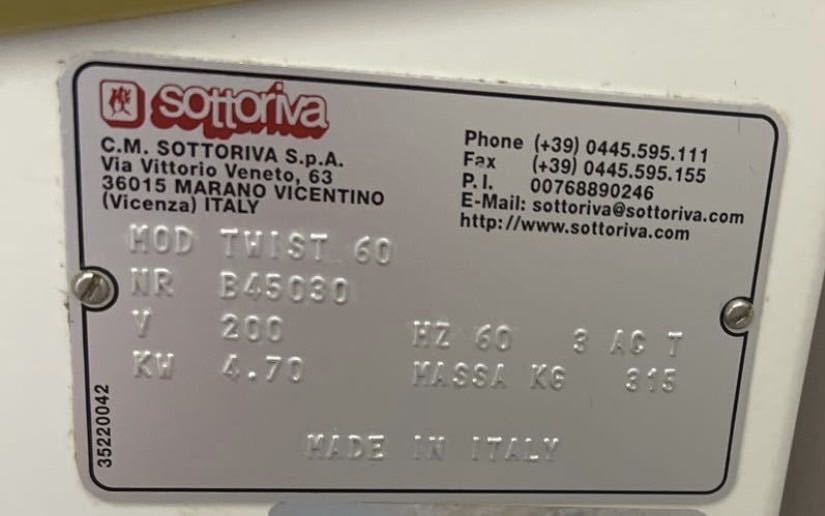 sottoriva
C.M. SOTTORIVA S.p.A.
Via Vittorio Veneto, 63
36015 MARANO VICENTINO
(Vicenza) ITALY
Phone (+39) 0445.595.111
Fax (+39) 0445.595.155
P.I. 00768890246
E-Mail: sottoriva@sottoriva.com
http://www.sottoriva.com
MOD TWIST 60
NR B45030
V 200 HZ 60 3 AC T
KW 4.70 MASSA KG 315
MADE IN ITALY
35220042